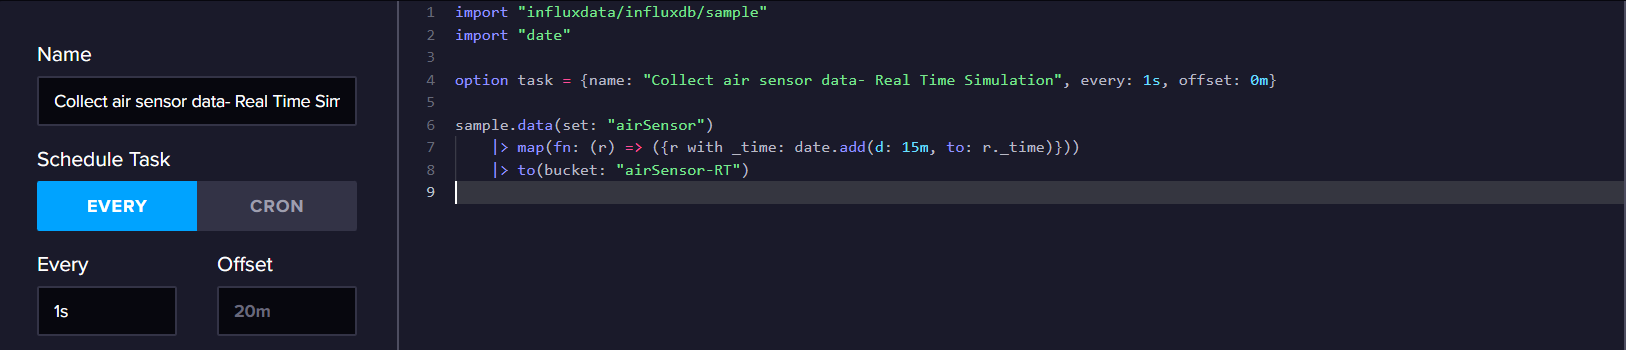 Name
Collect air sensor data- Real Time Sim
Schedule Task
EVERY CRON
Every Offset
1s 20m
1 import "influxdata/influxdb/sample"
2 import "date"
3
4 option task = {name: "Collect air sensor data- Real Time Simulation", every: 1s, offset: 0m}
5
6 sample.data(set: "airSensor")
7 |> map(fn: (r) => ({r with _time: date.add(d: 15m, to: r._time)}))
8 |> to(bucket: "airSensor-RT")
9